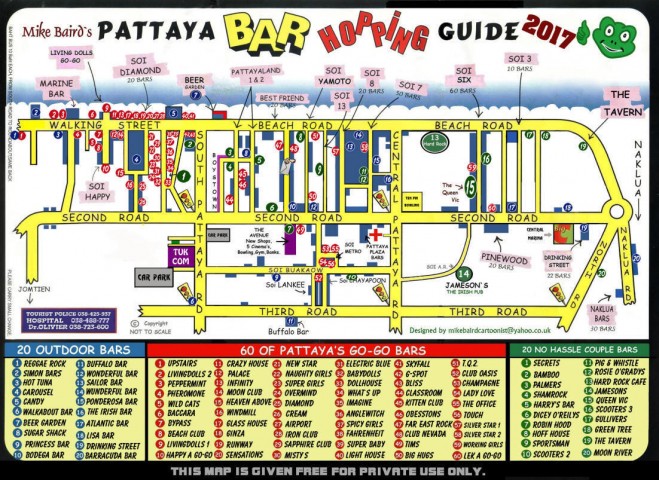 Mike Baird's PATTAYA BAR HOPPING GUIDE 2017
LIVING DOLLS GO-GO
MARINE BAR
SOI DIAMOND
20 BARS
BEER GARDEN
PATTAYALAND 1 & 2
BEST FRIEND
SOI YAMOTO
SOI 13
SOI 8
20 BARS
SOI 7
50 BARS
SOI SIX
60 BARS
SOI 3
10 BARS
THE TAVERN
WALKING STREET
BEACH ROAD
BEACH ROAD
NAKLUA
SOI HAPPY
SOUTH PATTAYA RD
BOYSTOWN
CENTRAL PATTAYA RD
13 Hard Rock
The Queen Vic
15
SECOND ROAD
SECOND ROAD
SECOND ROAD
CAR PARK
THE AVENUE
New Shops,
5 Cinema's,
Bowling, Gym, Books.
SOI METRO
PATTAYA PLAZA BARS
CENTRAL MARINA
PINEWOOD
20 BARS
DRINKING STREET
22 BARS
NORTH RD
NAKLUA RD
TUK COM
CAR PARK
SOI BUAKOW
Soi LANKEE
Soi CHAIYAPOON
14
JAMESON'S
THE IRISH PUB
NAKLUA BARS
30 BARS
JOMTIEN
THIRD ROAD
THIRD ROAD
TOURIST POLICE 038-425-937
HOSPITAL 038-488-777
Dr.OLIVIER 038-723-600
© Copyright
NOT TO SCALE
Buffalo Bar
Designed by mikebairdcartoonist@yahoo.co.uk
20 OUTDOOR BARS
1 REGGAE ROCK
2 SIMON BARS
3 HOT TUNA
4 CAROUSEL
5 CANDY
6 WALKABOUT BAR
7 BEER GARDEN
8 SUGAR SHACK
9 PRINCESS BAR
10 BODEGA BAR
11 BUFFALO BAR
12 WONDERFUL BAR
13 SAILOR BAR
14 WONDERFUL BAR
15 PONDEROSA BAR
16 THE IRISH BAR
17 ATLANTIC BAR
18 LISA BAR
19 DRINKING STREET
20 BARRACUDA BAR
60 OF PATTAYA'S GO-GO BARS
1 UPSTAIRS
2 LIVINGDOLLS 2
3 PEPPERMINT
4 PHEROMONE
5 WILD CATS
6 BACCARA
7 BYPASS
8 BEACH CLUB
9 LIVINGDOLLS 1
10 HAPPY A GO-GO
11 CRAZY HOUSE
12 PALACE
13 INFINITY
14 MOON CLUB
15 HEAVEN ABOVE
16 WINDMILL
17 GLASS HOUSE
18 GINZA
19 RUNWAY
20 SENSATIONS
21 NEW STAR
22 NAUGHTY GIRLS
23 SUPER GIRLS
24 OVERMIND
25 DIAMOND
26 CREAM
27 AIRPORT
28 IRON CLUB
29 SAPPHIRE CLUB
30 MISTY'S
31 ELECTRIC BLUE
32 BABYDOLLS
33 DOLLHOUSE
34 WHAT'S UP
35 IMAGINE
36 ANGLEWITCH
37 SPICY GIRLS
38 FAHRENHEIT
39 SUPER BABY
40 LIGHT HOUSE
41 SKYFALL
42 G-SPOT
43 BLISS
44 CLASSROOM
45 KITTEN CLUB
46 OBESTONS
47 FAR EAST ROCK
48 CLUB NEVADA
49 TIMS
50 BIG HUGS
51 T.Q.2
52 CLUB OASIS
53 CHAMPAGNE
54 LADY LOVE
55 THE OFFICE
56 TOUCH
57 SILVER STAR 1
58 SILVER STAR 2
59 WORKING GIRLS
60 LEK A GO-GO
20 NO HASSLE COUPLE BARS
1 SECRETS
2 BAMBOO
3 PALMERS
4 SHAMROCK
5 HARRY'S BAR
6 DICEY O'REILYS
7 ROBIN HOOD
8 HOFF HOUSE
9 SPORTSMAN
10 SCOOTERS 2
11 PIG & WHISTLE
12 ROSIE O'GRADYS
13 HARD ROCK CAFE
14 JAMESONS
15 QUEEN VIC
16 SCOOTERS 3
17 GULLIVERS
18 GREEN TREE
19 THE TAVERN
20 MOON RIVER
THIS MAP IS GIVEN FREE FOR PRIVATE USE ONLY.